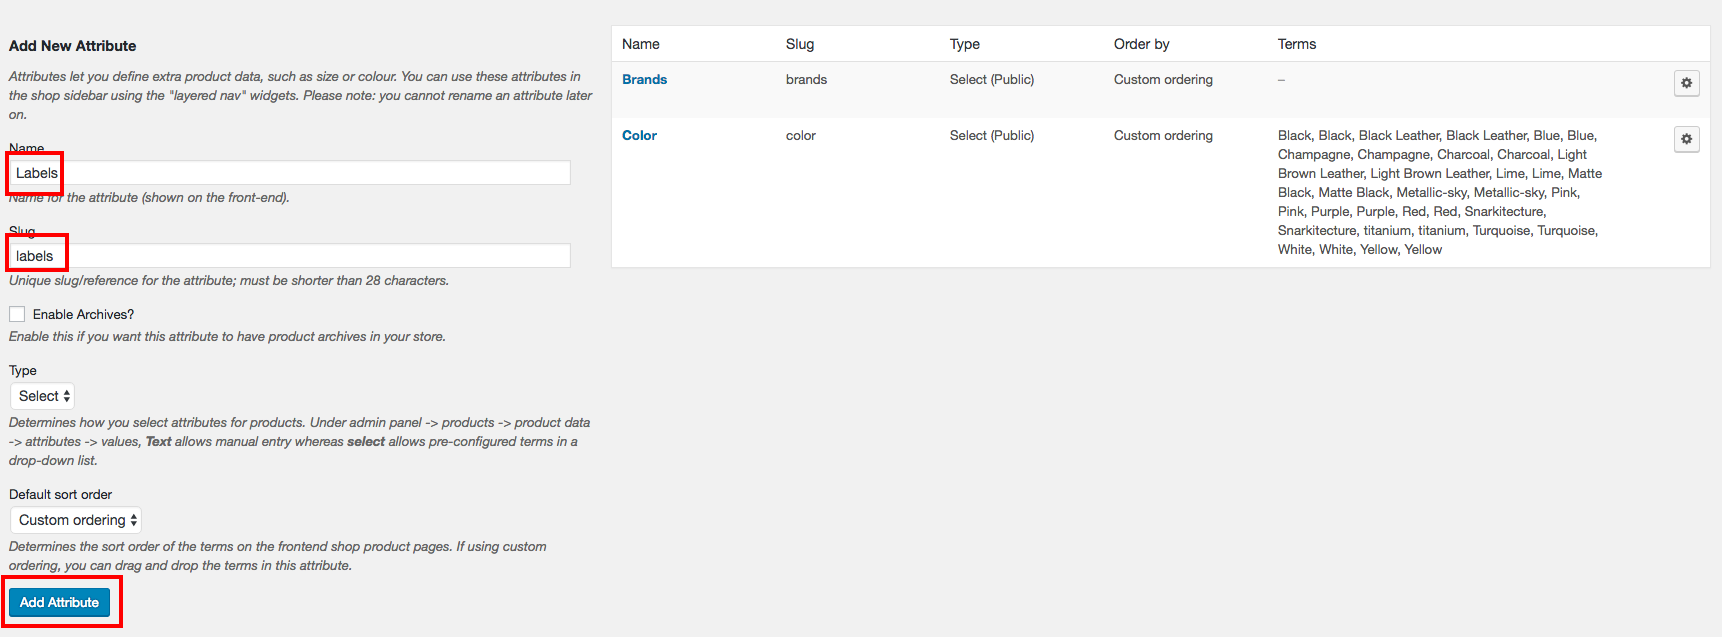 Add New Attribute
Attributes let you define extra product data, such as size or colour. You can use these attributes in
the shop sidebar using the "layered nav" widgets. Please note: you cannot rename an attribute later
on.
Name
Labels
Name for the attribute (shown on the front-end).
Slug
labels
Unique slug/reference for the attribute; must be shorter than 28 characters.
Enable Archives?
Enable this if you want this attribute to have product archives in your store.
Type
Select
Determines how you select attributes for products. Under admin panel -> products -> product data
-> attributes -> values, Text allows manual entry whereas select allows pre-configured terms in a
drop-down list.
Default sort order
Custom ordering
Determines the sort order of the terms on the frontend shop product pages. If using custom
ordering, you can drag and drop the terms in this attribute.
Add Attribute
Name Slug Type Order by Terms
Brands brands Select (Public) Custom ordering –
Color color Select (Public) Custom ordering Black, Black, Black Leather, Black Leather, Blue, Blue,
Champagne, Champagne, Charcoal, Charcoal, Light
Brown Leather, Light Brown Leather, Lime, Lime, Matte
Black, Matte Black, Metallic-sky, Metallic-sky, Pink,
Pink, Purple, Purple, Red, Red, Snarkitecture,
Snarkitecture, titanium, titanium, Turquoise, Turquoise,
White, White, Yellow, Yellow